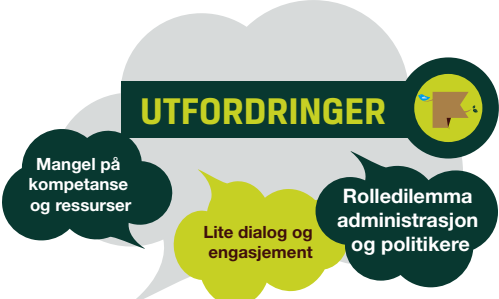 UTFORDRINGER
Mangel på
kompetanse
og ressurser
Lite dialog og
engasjement
Rolledilemma
administrasjon
og politikere